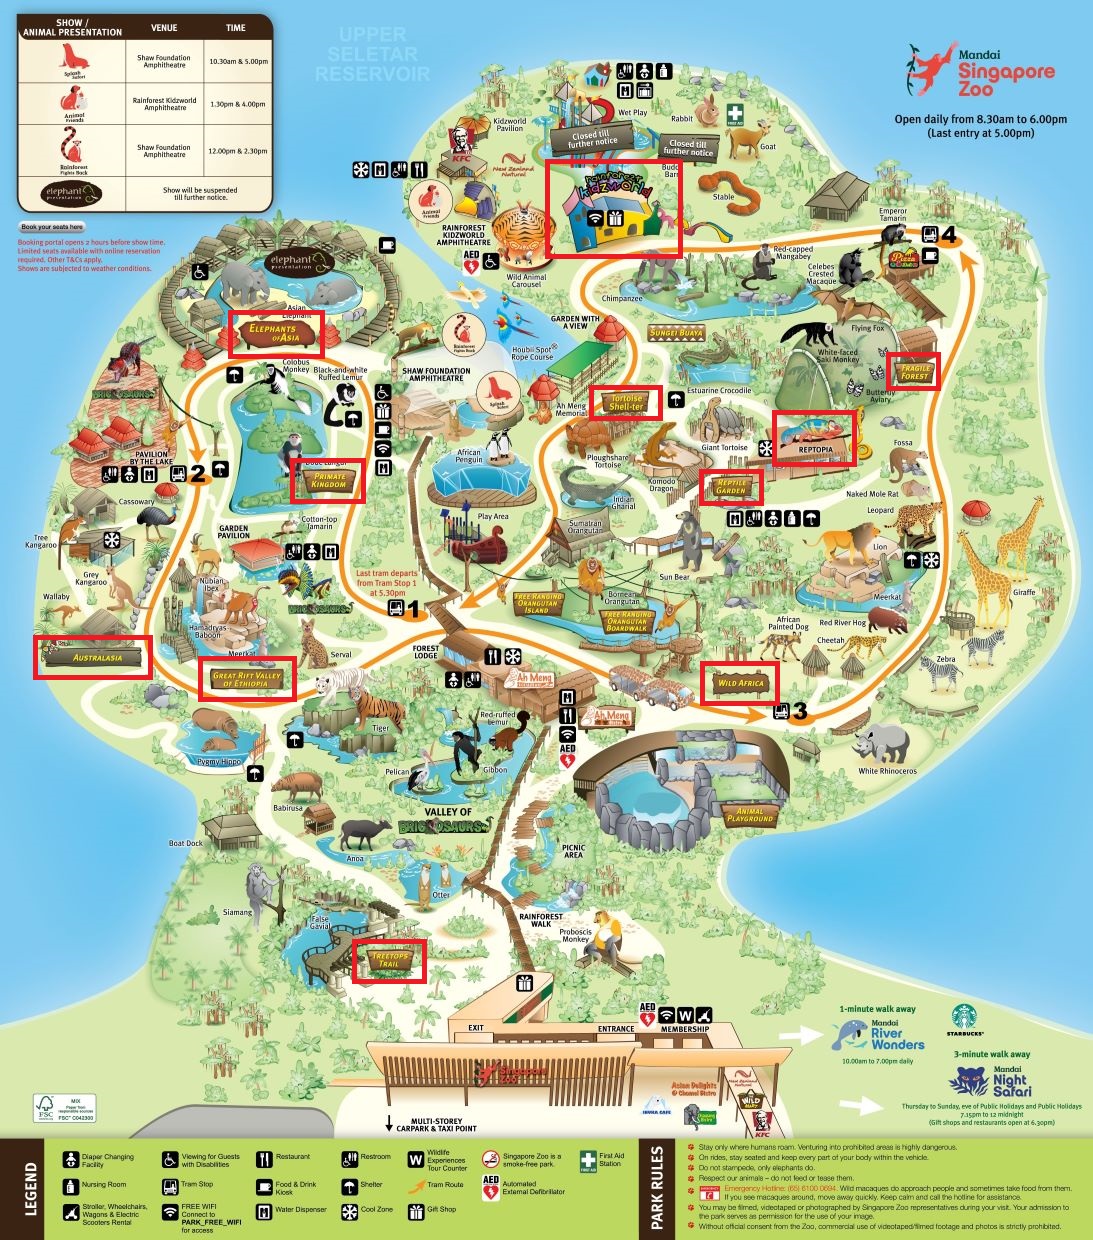 SHOW /
ANIMAL PRESENTATION
VENUE
TIME
Splash
Safari
Shaw Foundation
Amphitheatre
10.30am & 5.00pm
Animal
Friends
Rainforest Kidzworld
Amphitheatre
1.30pm & 4.00pm
Rainforest
Fights Back
Shaw Foundation
Amphitheatre
12.00pm & 2.30pm
elephant
presentation
Show will be suspended
till further notice.
Book your seats here
Booking portal opens 2 hours before show time.
Limited seats available with online reservation
required. Other T&Cs apply.
Shows are subjected to weather conditions.
UPPER
SELETAR
RESERVOIR
Mandai
Singapore
Zoo
Open daily from 8.30am to 6.00pm
(Last entry at 5.00pm)
Wet Play
Rabbit
FIRST AID
Goat
Kidzworld
Pavilion
KFC
New Zealand
Natural
Closed till
further notice
Closed till
further notice
Rainforest
Kidzworld
Stable
Animal
Friends
RAINFOREST
KIDZWORLD
AMPHITHEATRE
AED
Wild Animal
Carousel
Emperor
Tamarin
4
Pizza
Red-capped
Mangabey
Celebes
Crested
Macaque
Chimpanzee
Flying Fox
elephant
presentation
Asian
Elephant
ELEPHANTS
OF ASIA
Rainforest
Fights Back
GARDEN WITH
A VIEW
Houbii Spot
Rope Course
SUNGEI BUAYA
White-faced
Saki Monkey
FRAGILE
FOREST
Butterfly
Aviary
Estuarine Crocodile
Colobus
Monkey
Black-and-white
Ruffed Lemur
SHAW FOUNDATION
AMPHITHEATRE
Splash
Safari
Ah Meng
Memorial
TORTOISE
SHELL-TER
BRICKOSAURS
PAVILION
BY THE LAKE
2
PRIMATE
KINGDOM
African
Penguin
Ploughshare
Tortoise
Giant Tortoise
REPTOPIA
Fossa
Komodo
Dragon
REPTILE
GARDEN
Naked Mole Rat
Cassowary
Cotton-top
Tamarin
Indian
Gharial
Leopard
Tree
Kangaroo
GARDEN
PAVILION
Play Area
Sumatran
Orangutan
Lion
Grey
Kangaroo
Nubian
Ibex
Last tram departs
from Tram Stop 1
at 5.30pm
Sun Bear
Wallaby
BRICKOSAURS
1
FREE RANGING
ORANGUTAN
ISLAND
Bornean
Orangutan
FREE RANGING
ORANGUTAN
BOARDWALK
Meerkat
Giraffe
Hamadryas
Baboon
African
Painted Dog
Red River Hog
Cheetah
AUSTRALASIA
Meerkat
Serval
GREAT RIFT VALLEY
OF ETHIOPIA
FOREST
LODGE
Ah Meng
WILD AFRICA
Zebra
3
Tiger
Red-ruffed
Lemur
Ah Meng
AED
White Rhinoceros
Pygmy Hippo
Pelican
Gibbon
Babirusa
VALLEY OF
BRICKOSAURS
ANIMAL
PLAYGROUND
Boat Dock
Anoa
PICNIC
AREA
Otter
Siamang
False
Gavial
RAINFOREST
WALK
Proboscis
Monkey
TREETOPS
TRAIL
EXIT
ENTRANCE
AED
W
MEMBERSHIP
Singapore
Zoo
1-minute walk away
Mandai
River
Wonders
10.00am to 7.00pm daily
STARBUCKS
3-minute walk away
Mandai
Night
Safari
Thursday to Sunday, eve of Public Holidays and Public Holidays
7.15pm to 12 midnight
(Gift shops and restaurants open at 6.30pm)
New Zealand
Natural
KFC
MULTI-STOREY
CARPARK & TAXI POINT
FSC
MIX
Paper from
responsible sources
FSC® C042300
LEGEND
Diaper Changing
Facility
Viewing for Guests
with Disabilities
Restaurant
Restroom
W
Wildlife
Experiences
Tour Counter
Singapore Zoo is a
smoke-free park.
FIRST AID
First Aid
Station
Nursing Room
Tram Stop
Food & Drink
Kiosk
Shelter
Tram Route
AED
Automated
External Defibrillator
Stroller, Wheelchairs,
Wagons & Electric
Scooters Rental
FREE WIFI
Connect to
PARK_FREE_WIFI
for access
Water Dispenser
Cool Zone
Gift Shop
PARK RULES
Stay only where humans roam. Venturing into prohibited areas is highly dangerous.
On rides, stay seated and keep every part of your body within the vehicle.
Do not stampede, only elephants do.
Respect our animals – do not feed or tease them.
Emergency Hotline: (65) 6100 0694. Wild macaques do approach people and sometimes take food from them.
If you see macaques around, move away quickly. Keep calm and call the hotline for assistance.
You may be filmed, videotaped or photographed by Singapore Zoo representatives during your visit. Your admission to
the park serves as permission for the use of your image.
Without official consent from the Zoo, commercial use of videotaped/filmed footage and photos is strictly prohibited.